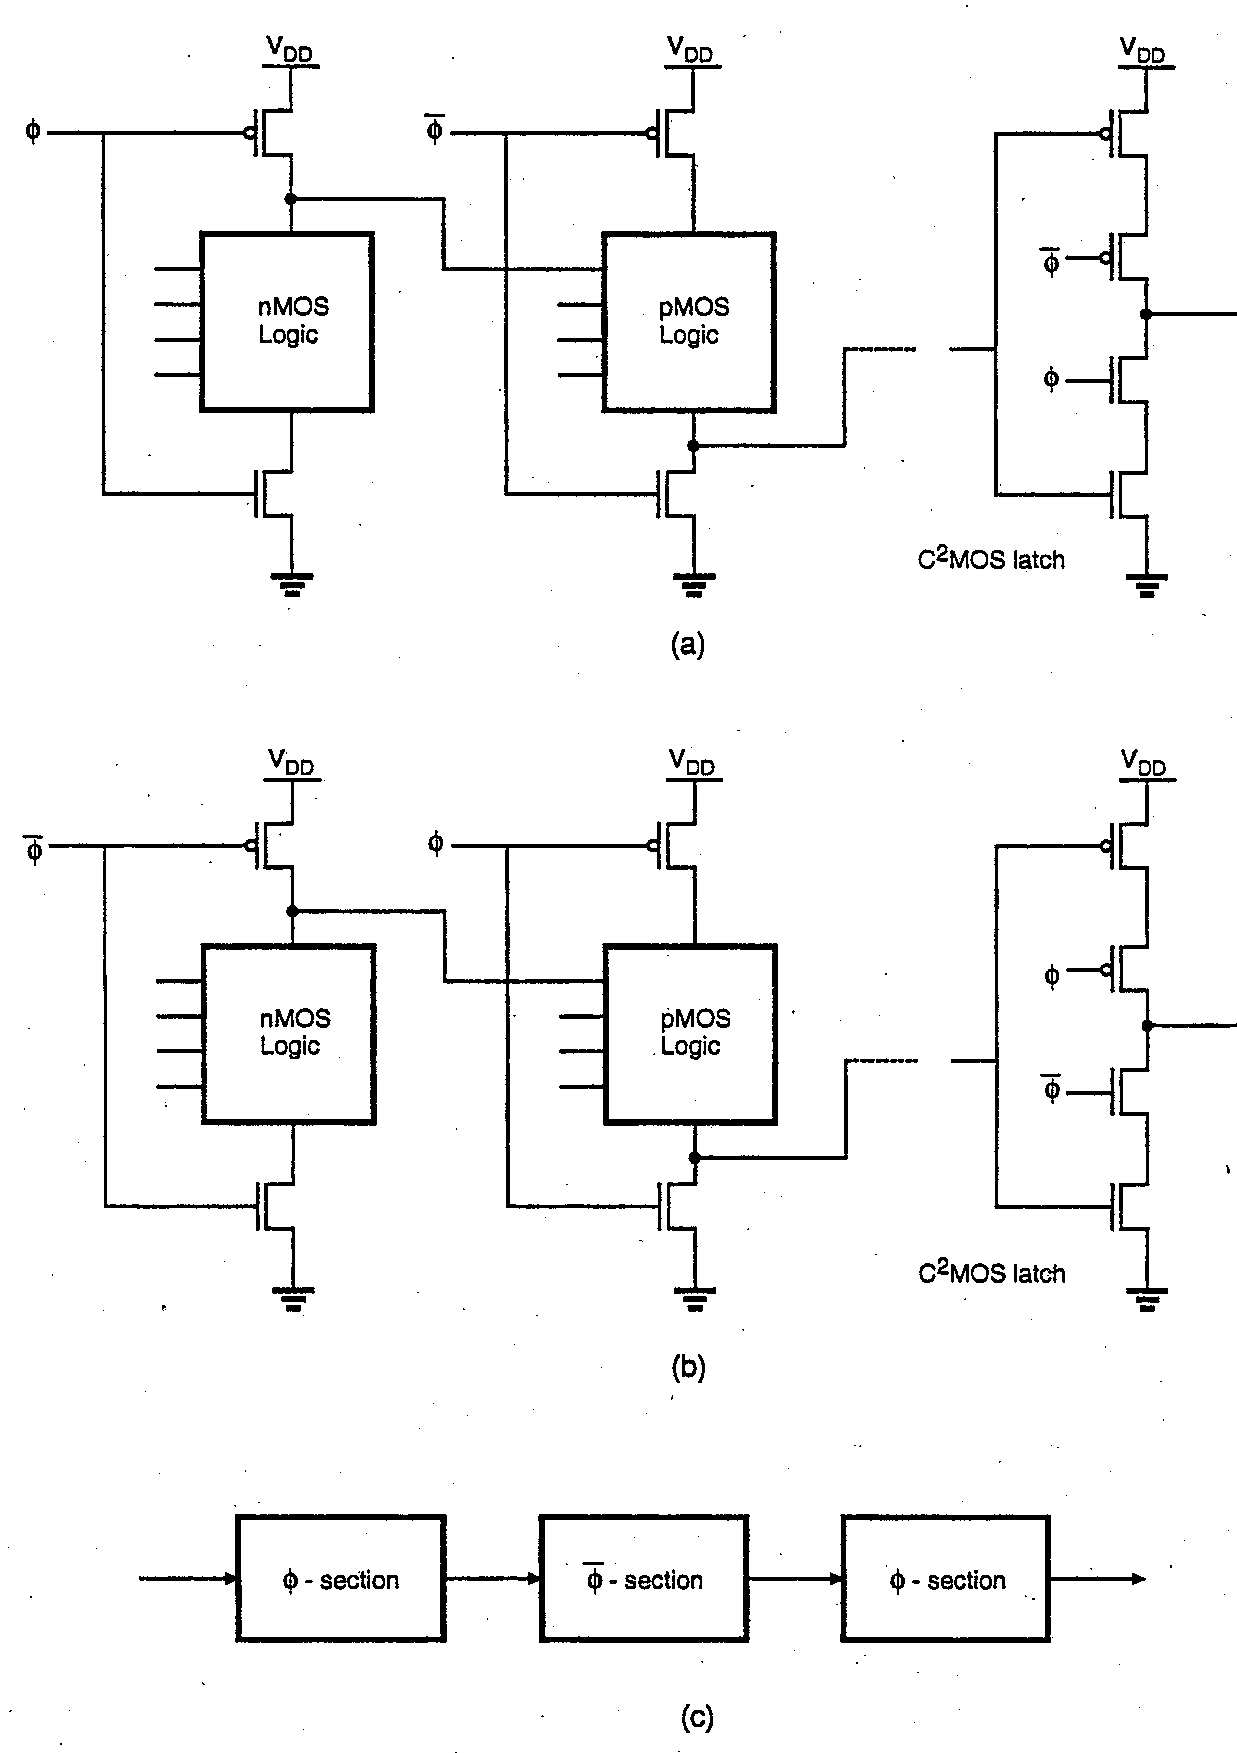 V_DD V_DD V_DD
ϕ ϕ̅
nMOS Logic
pMOS Logic
ϕ̅
ϕ
C²MOS latch
(a)
V_DD V_DD V_DD
ϕ̅ ϕ
nMOS Logic
pMOS Logic
ϕ
ϕ̅
C²MOS latch
(b)
ϕ - section ϕ̅ - section ϕ - section
(c)